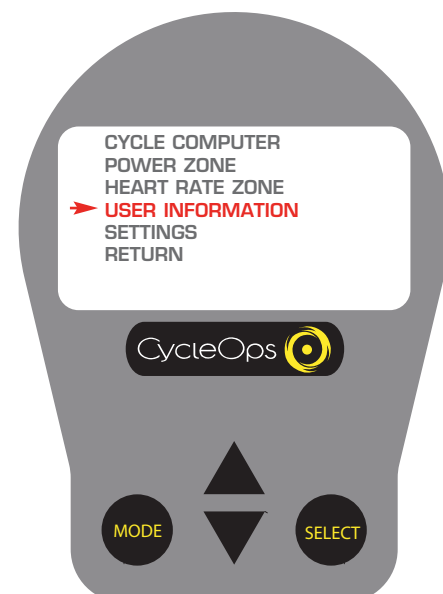 CYCLE COMPUTER
POWER ZONE
HEART RATE ZONE
USER INFORMATION
SETTINGS
RETURN
CycleOps
MODE
SELECT